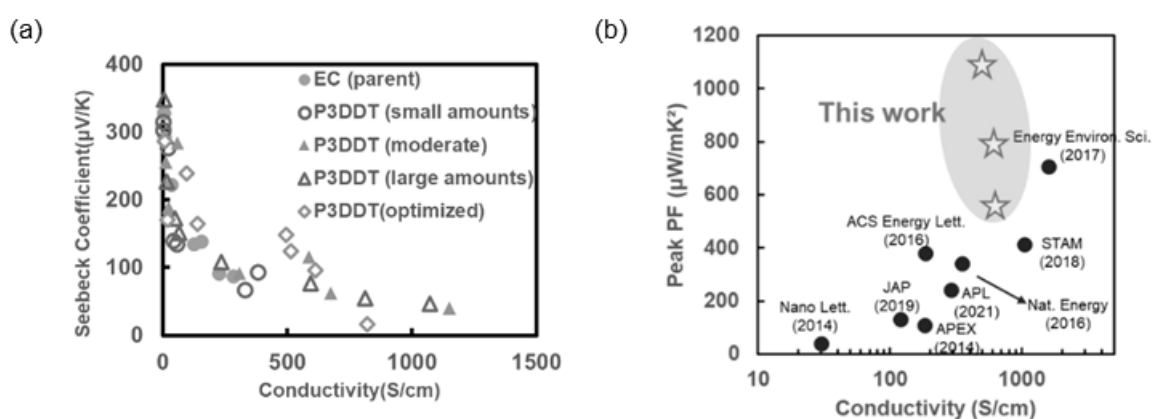 (a)
400
300
200
100
0
Seebeck Coefficient(µV/K)
EC (parent)
P3DDT (small amounts)
P3DDT (moderate)
P3DDT (large amounts)
P3DDT(optimized)
0
500
1000
1500
Conductivity(S/cm)
(b)
1200
1000
800
600
400
200
0
Peak PF (µW/mK²)
This work
Energy Environ. Sci.
(2017)
ACS Energy Lett.
(2016)
STAM
(2018)
JAP
(2019)
APL
(2021)
Nat. Energy
(2016)
Nano Lett.
(2014)
APEX
(2014)
10
100
1000
Conductivity (S/cm)